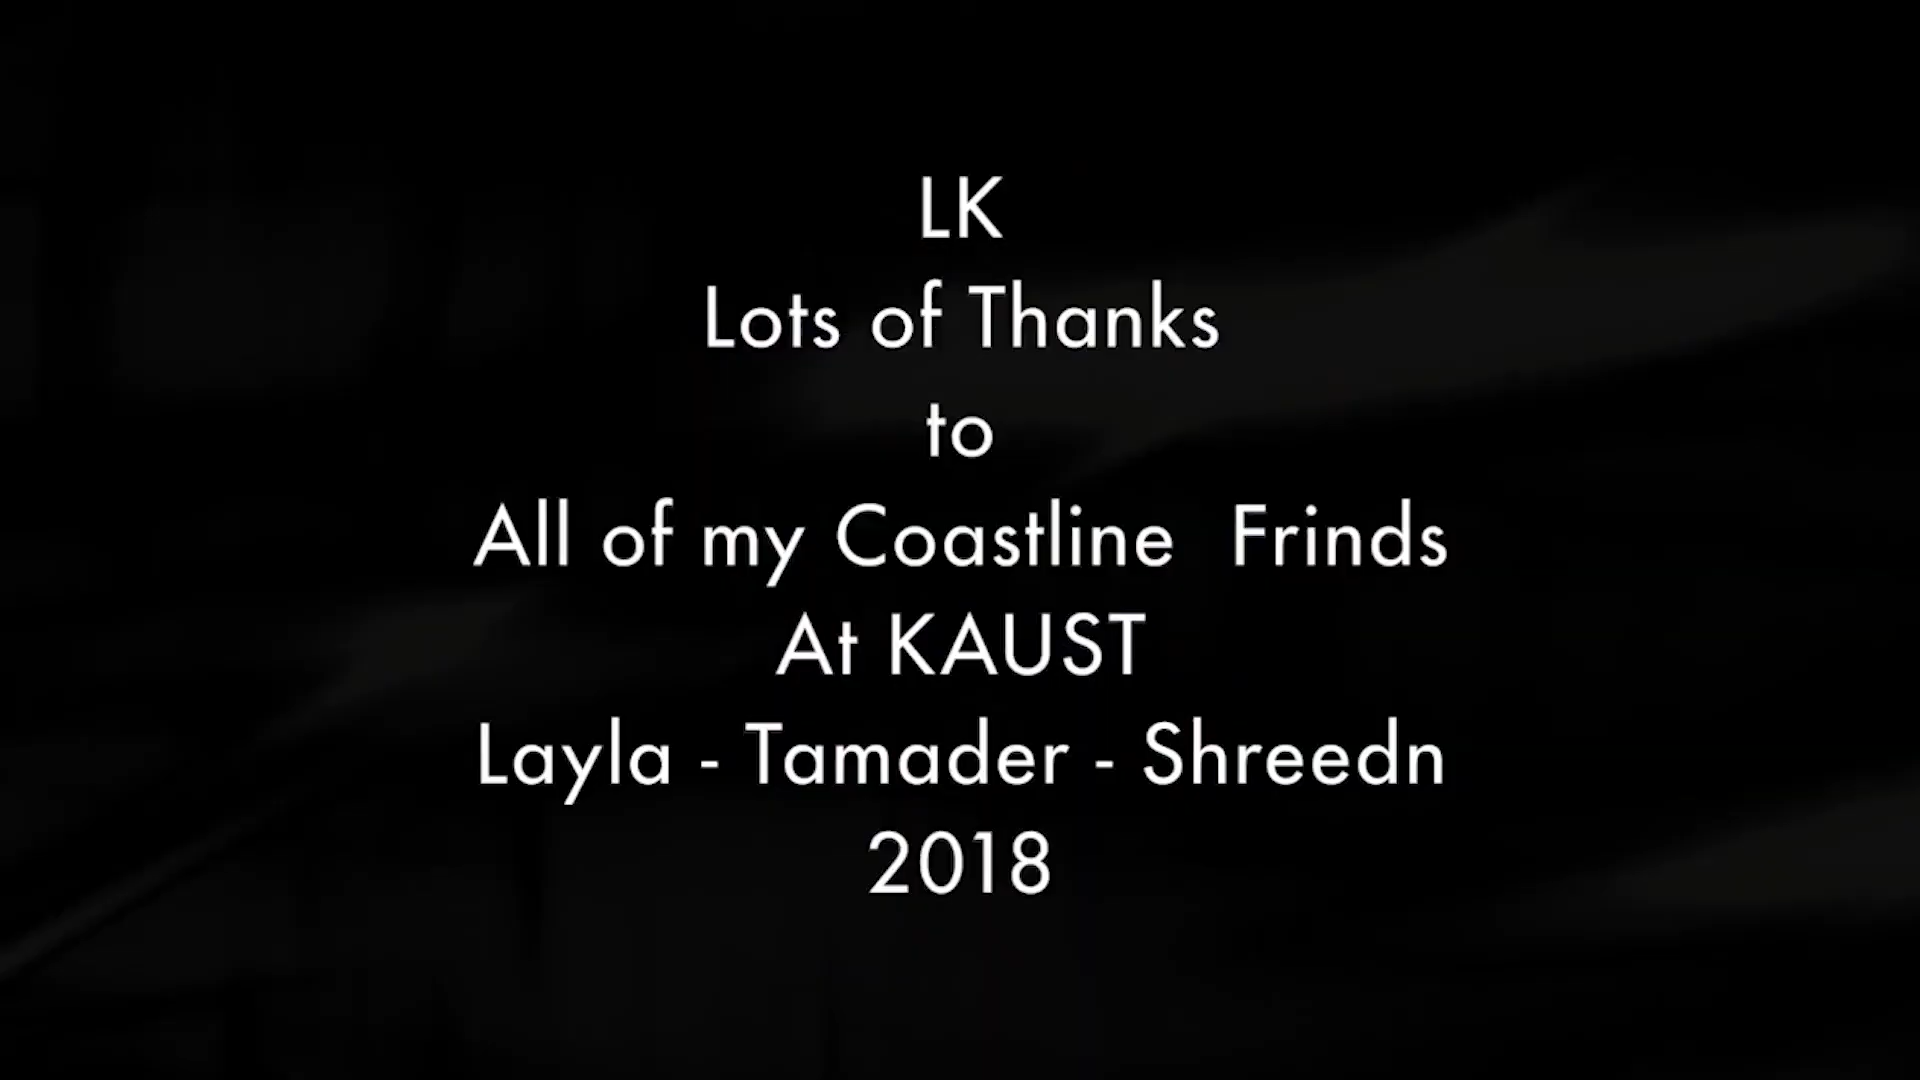 LK
Lots of Thanks
to
All of my Coastline  Frinds
At KAUST
Layla - Tamader - Shreedn
2018